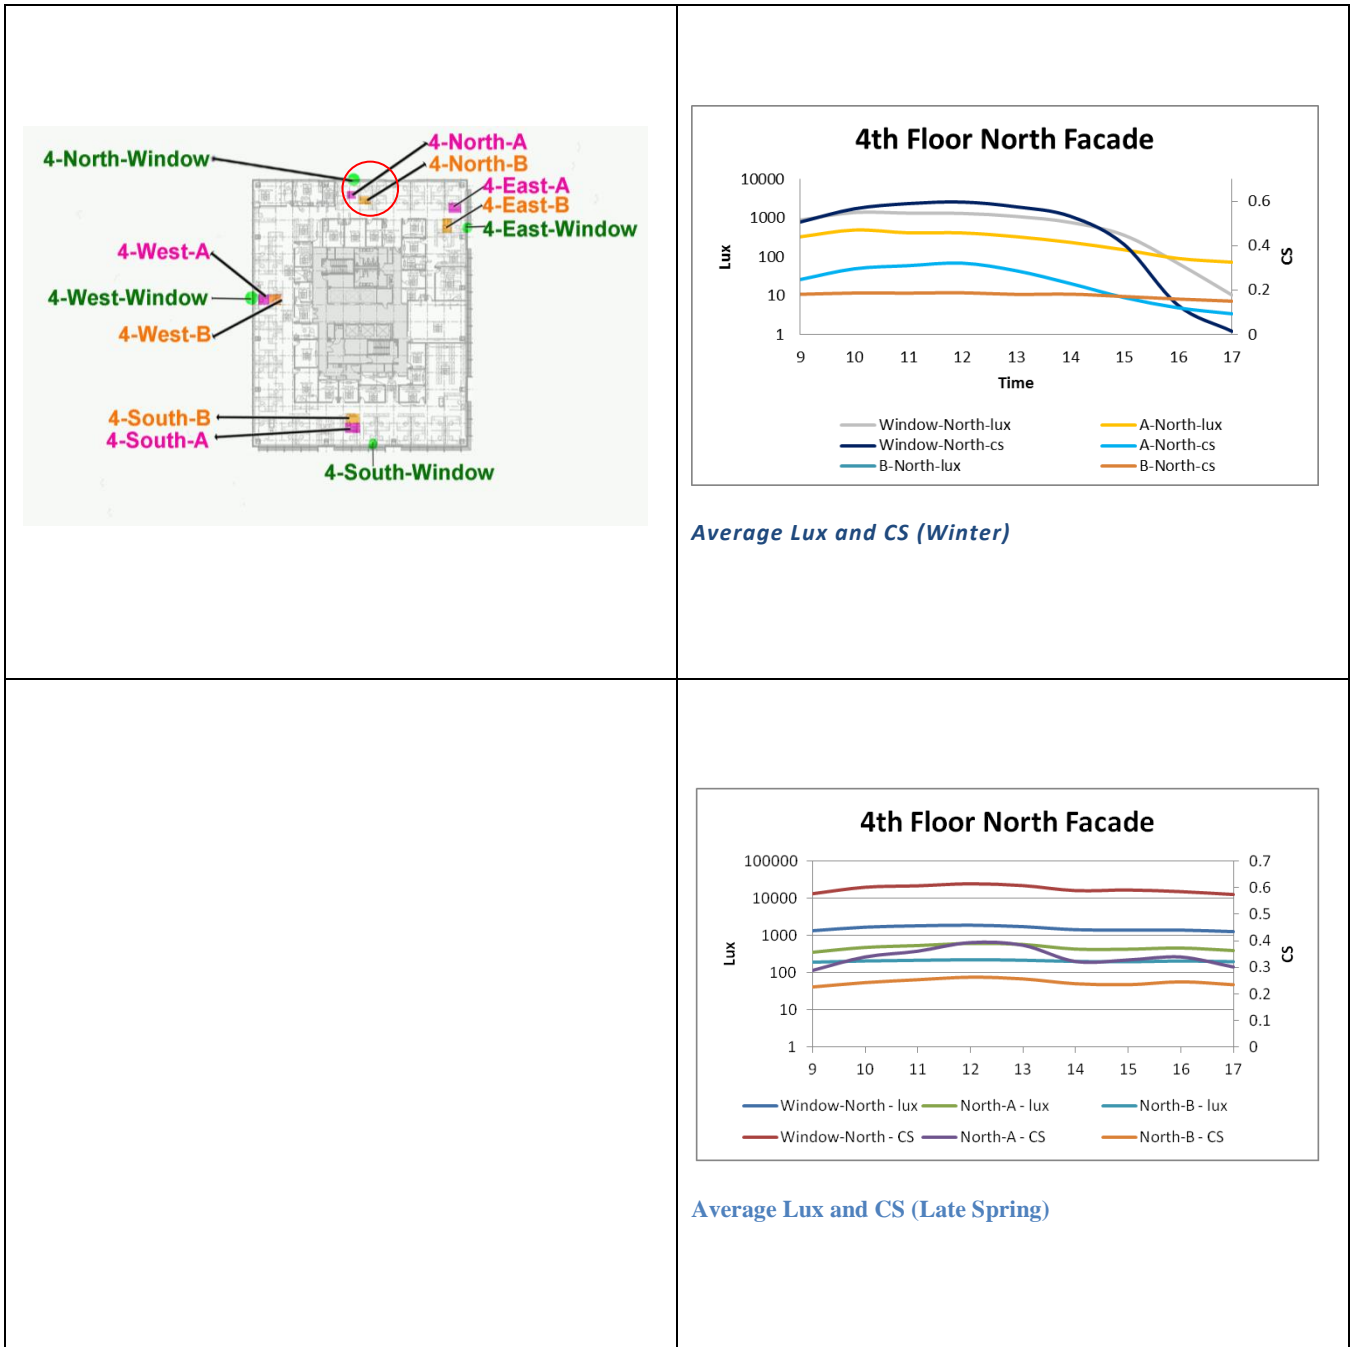 4-North-A
4-North-Window
4-North-B
4-East-A
4-East-B
4-East-Window
4-West-A
4-West-Window
4-West-B
4-South-B
4-South-A
4-South-Window
4th Floor North Facade
10000
1000
100
10
1
Lux
0.6
0.4
0.2
0
CS
9 10 11 12 13 14 15 16 17
Time
Window-North-lux A-North-lux
Window-North-cs A-North-cs
B-North-lux B-North-cs
Average Lux and CS (Winter)
4th Floor North Facade
100000
10000
1000
100
10
1
Lux
0.7
0.6
0.5
0.4
0.3
0.2
0.1
0
CS
9 10 11 12 13 14 15 16 17
Window-North - lux North-A - lux North-B - lux
Window-North - CS North-A - CS North-B - CS
Average Lux and CS (Late Spring)